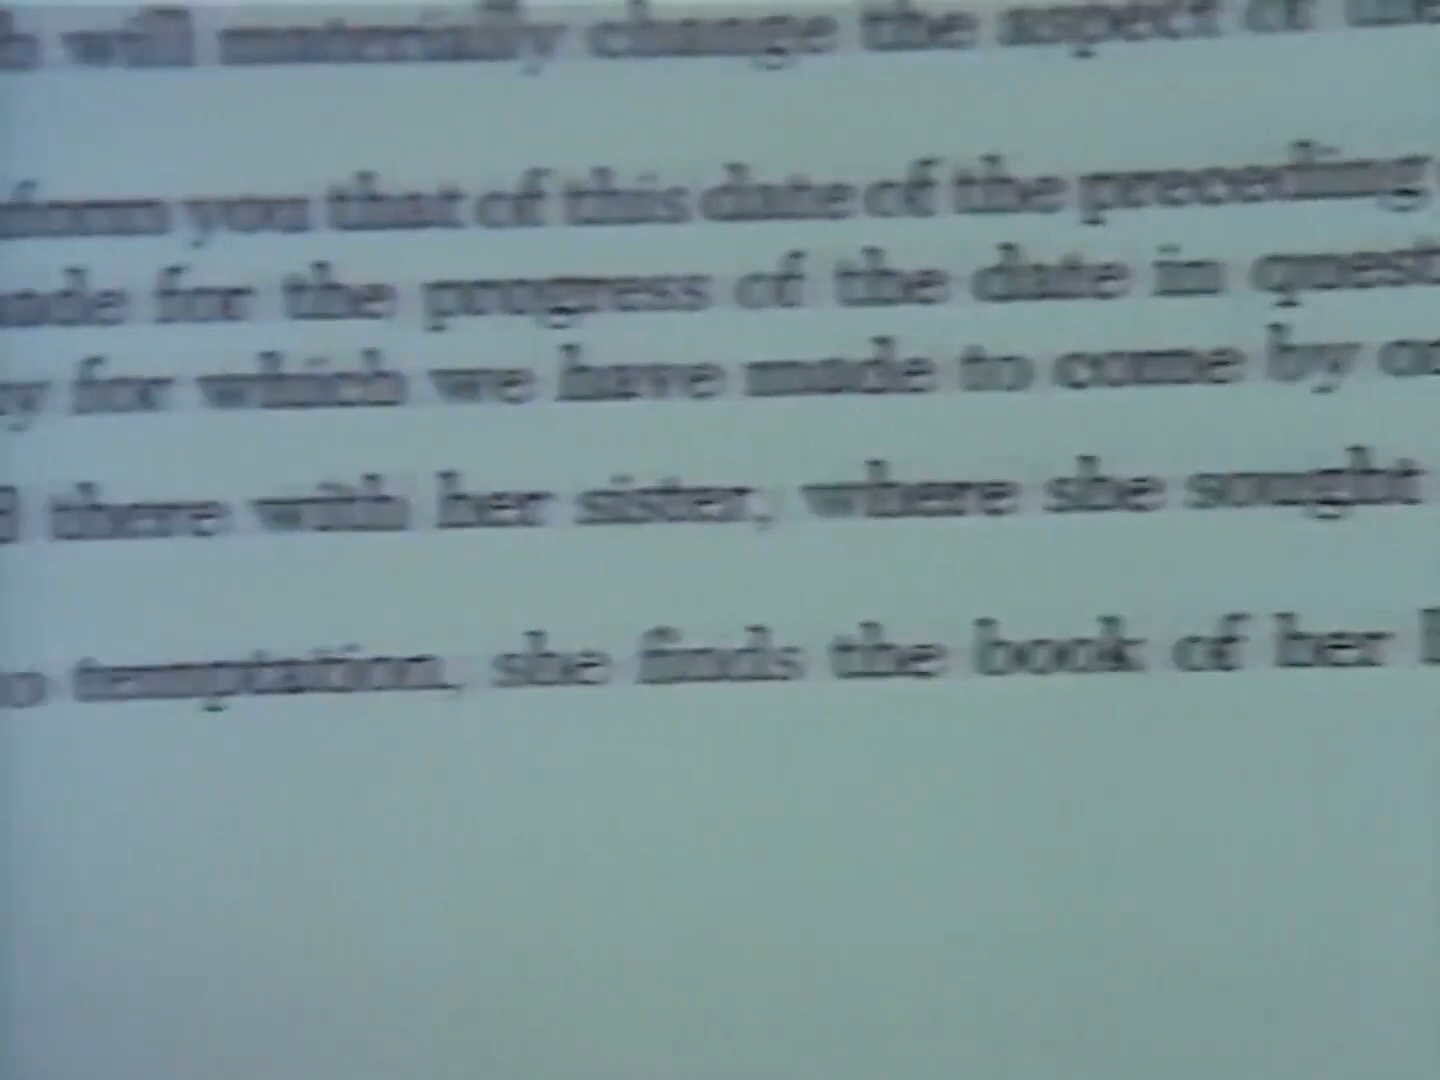 will materially change the aspect of the
you that of this date of the preceding
for the progress of the date in quest
for which we have made to come by
there with her sister, where she sought
temptation, she finds the book of her